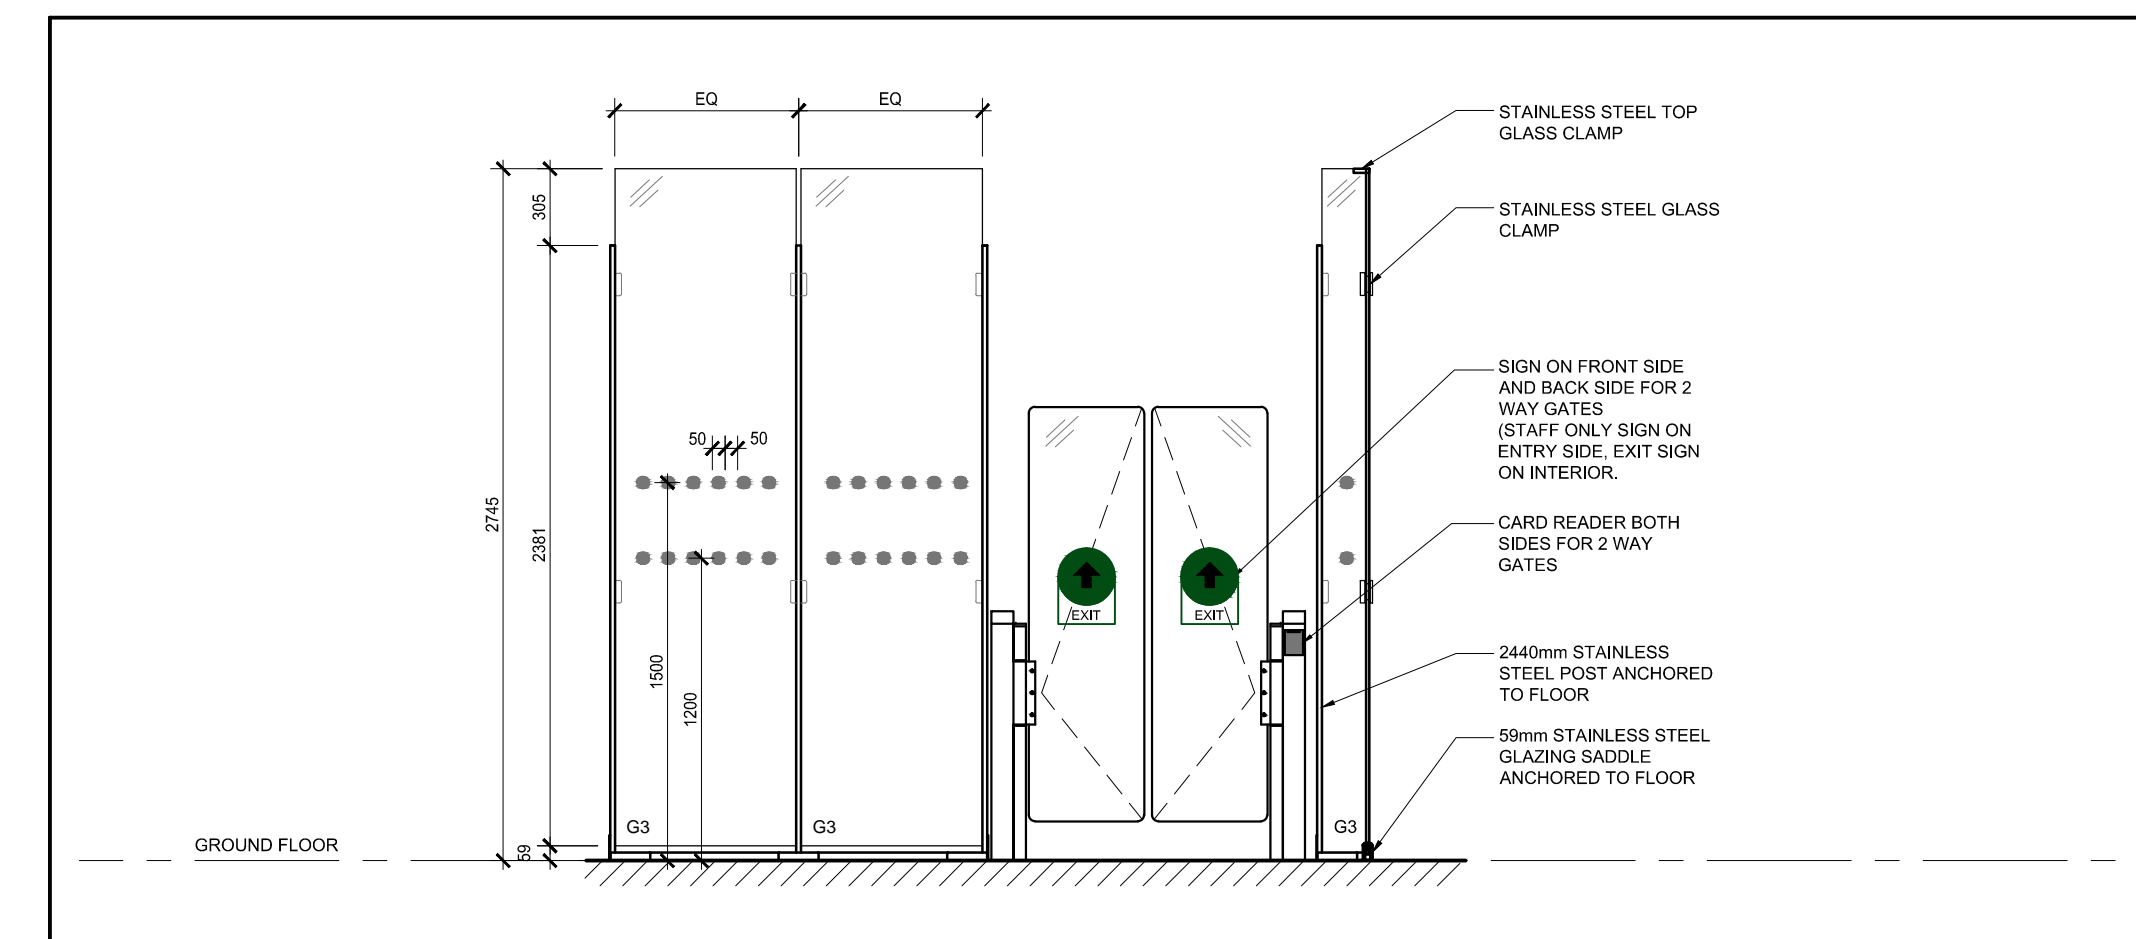 EQ
EQ
305
2745
2381
50
50
1500
1200
59
G3
G3
G3
EXIT
EXIT
GROUND FLOOR
STAINLESS STEEL TOP
GLASS CLAMP
STAINLESS STEEL GLASS
CLAMP
SIGN ON FRONT SIDE
AND BACK SIDE FOR 2
WAY GATES
(STAFF ONLY SIGN ON
ENTRY SIDE, EXIT SIGN
ON INTERIOR.
CARD READER BOTH
SIDES FOR 2 WAY
GATES
2440mm STAINLESS
STEEL POST ANCHORED
TO FLOOR
59mm STAINLESS STEEL
GLAZING SADDLE
ANCHORED TO FLOOR